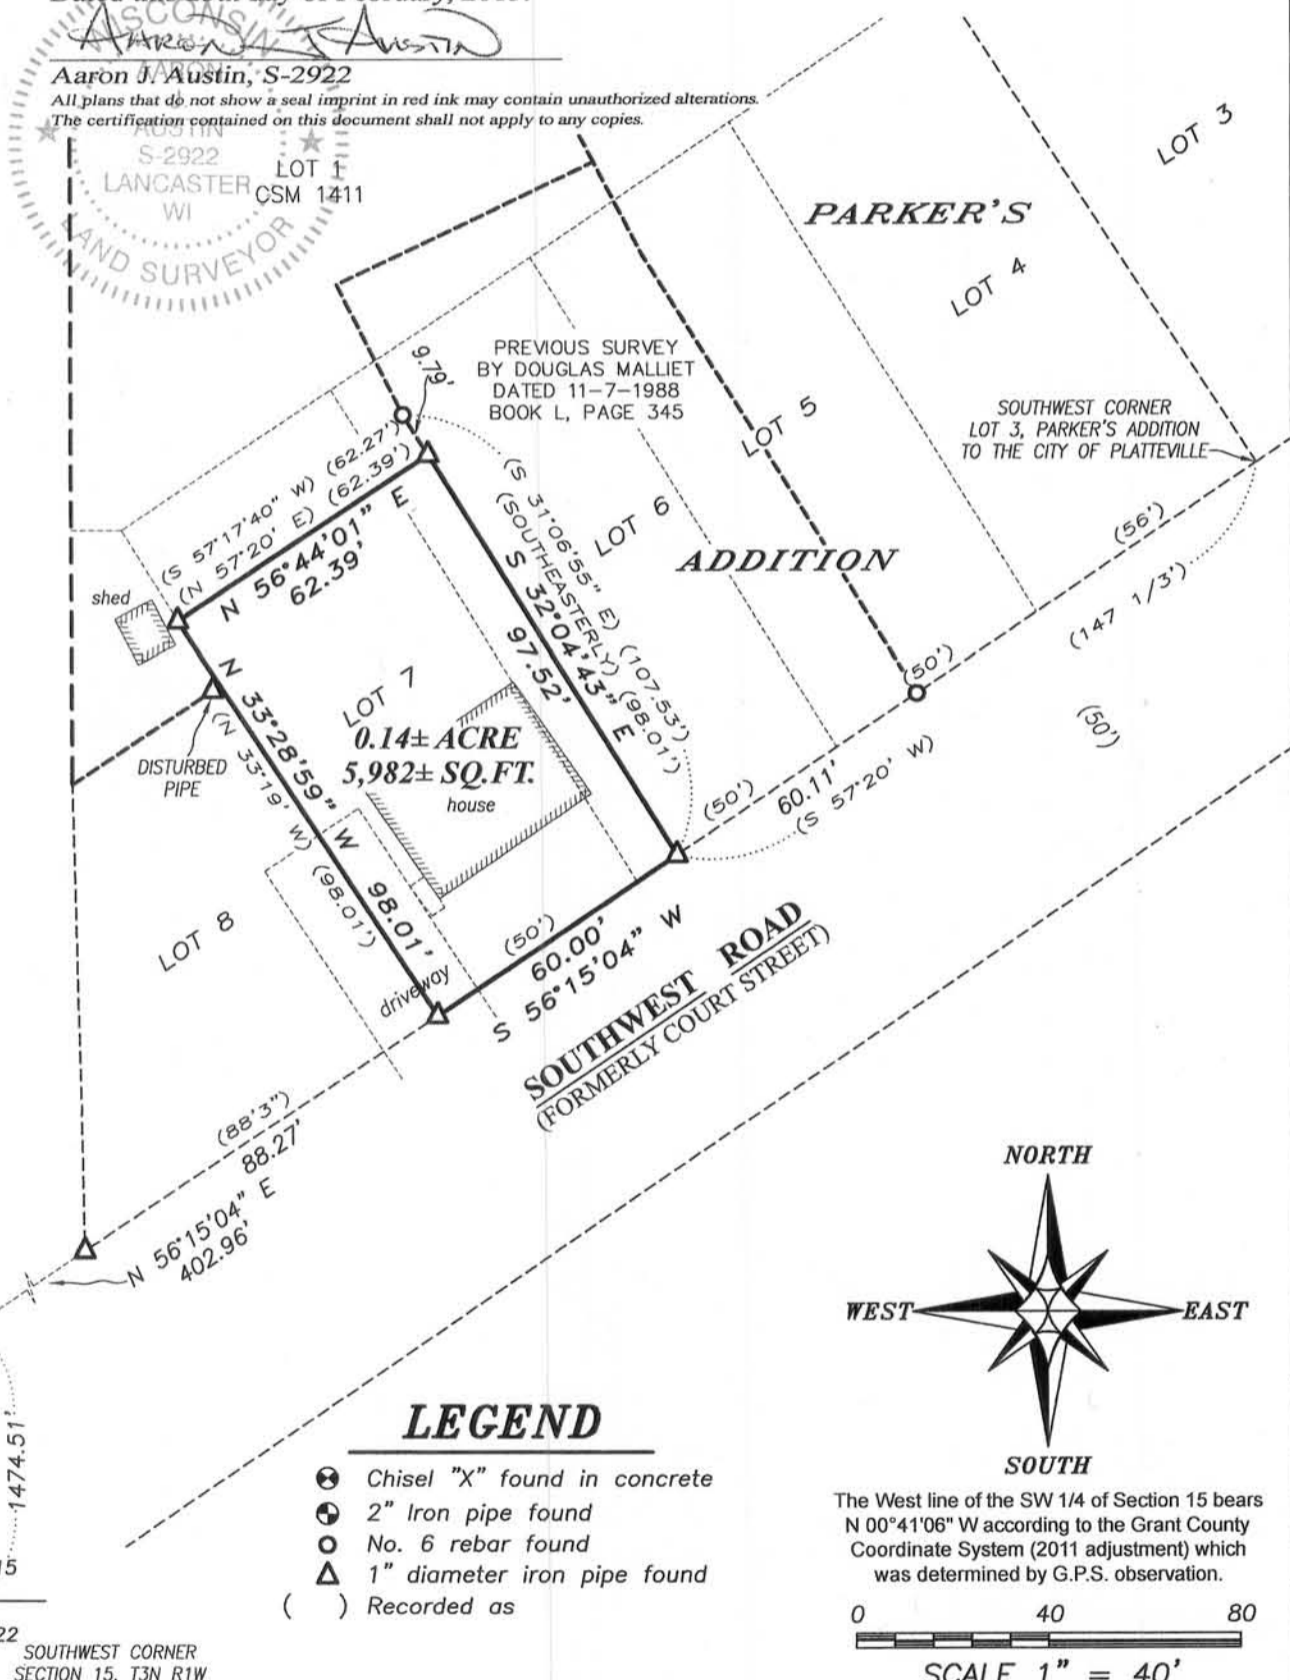 WISCONSIN
AARON J AUSTIN
Aaron J. Austin, S-2922
All plans that do not show a seal imprint in red ink may contain unauthorized alterations.
The certification contained on this document shall not apply to any copies.
AARON
J
AUSTIN
S-2922
LANCASTER
WI
LAND SURVEYOR
LOT 1
CSM 1411
LOT 3
PARKER'S
LOT 4
9.79'
PREVIOUS SURVEY
BY DOUGLAS MALLIET
DATED 11-7-1988
BOOK L, PAGE 345
LOT 5
SOUTHWEST CORNER
LOT 3, PARKER'S ADDITION
TO THE CITY OF PLATTEVILLE
(S 57°17'40" W) (62.27')
(N 57°20' E) (62.39')
N 56°44'01" E
62.39'
(S 31°06'55" E) (107.53')
(SOUTHEASTERLY) (98.01')
S 32°04'43" E
97.52'
LOT 6
ADDITION
(56')
(147 1/3')
(50')
(50')
shed
LOT 7
0.14± ACRE
5,982± SQ.FT.
house
DISTURBED
PIPE
N 33°28'59" W 98.01'
(N 33°19' W) (98.01')
(50')
60.11'
(S 57°20' W)
LOT 8
driveway
(50')
60.00'
S 56°15'04" W
SOUTHWEST ROAD
(FORMERLY COURT STREET)
(88'3")
88.27'
N 56°15'04" E
402.96'
NORTH
WEST
EAST
SOUTH
LEGEND
Chisel "X" found in concrete
2" Iron pipe found
No. 6 rebar found
1" diameter iron pipe found
( ) Recorded as
The West line of the SW 1/4 of Section 15 bears
N 00°41'06" W according to the Grant County
Coordinate System (2011 adjustment) which
was determined by G.P.S. observation.
0 40 80
SCALE 1" = 40'
1474.51'
15
22
SOUTHWEST CORNER
SECTION 15, T3N R1W